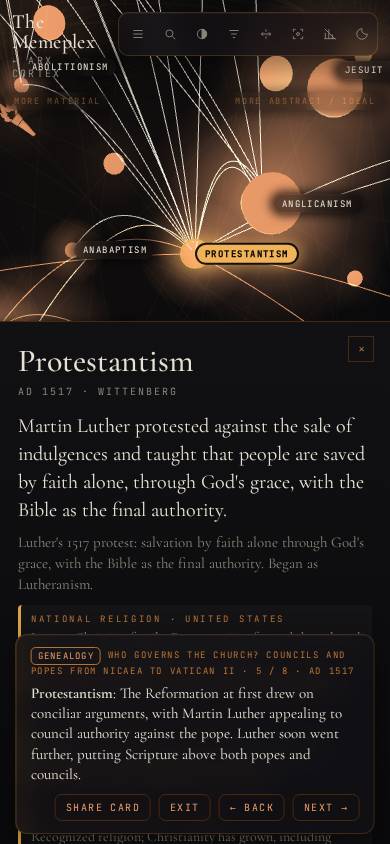 The
Memeplex
← ARX
CORTEX
ABOLITIONISM
JESUIT
MORE MATERIAL
MORE ABSTRACT / IDEAL
ANGLICANISM
ANABAPTISM
PROTESTANTISM
Protestantism
×
AD 1517 · WITTENBERG
Martin Luther protested against the sale of
indulgences and taught that people are saved
by faith alone, through God's grace, with the
Bible as the final authority.
Luther's 1517 protest: salvation by faith alone through God's
grace, with the Bible as the final authority. Began as
Lutheranism.
NATIONAL RELIGION · UNITED STATES
GENEALOGY WHO GOVERNS THE CHURCH? COUNCILS AND
POPES FROM NICAEA TO VATICAN II · 5 / 8 · AD 1517
Protestantism: The Reformation at first drew on
conciliar arguments, with Martin Luther appealing to
council authority against the pope. Luther soon went
further, putting Scripture above both popes and
councils.
SHARE CARD EXIT ← BACK NEXT →
Recognized religion; Christianity has grown, including